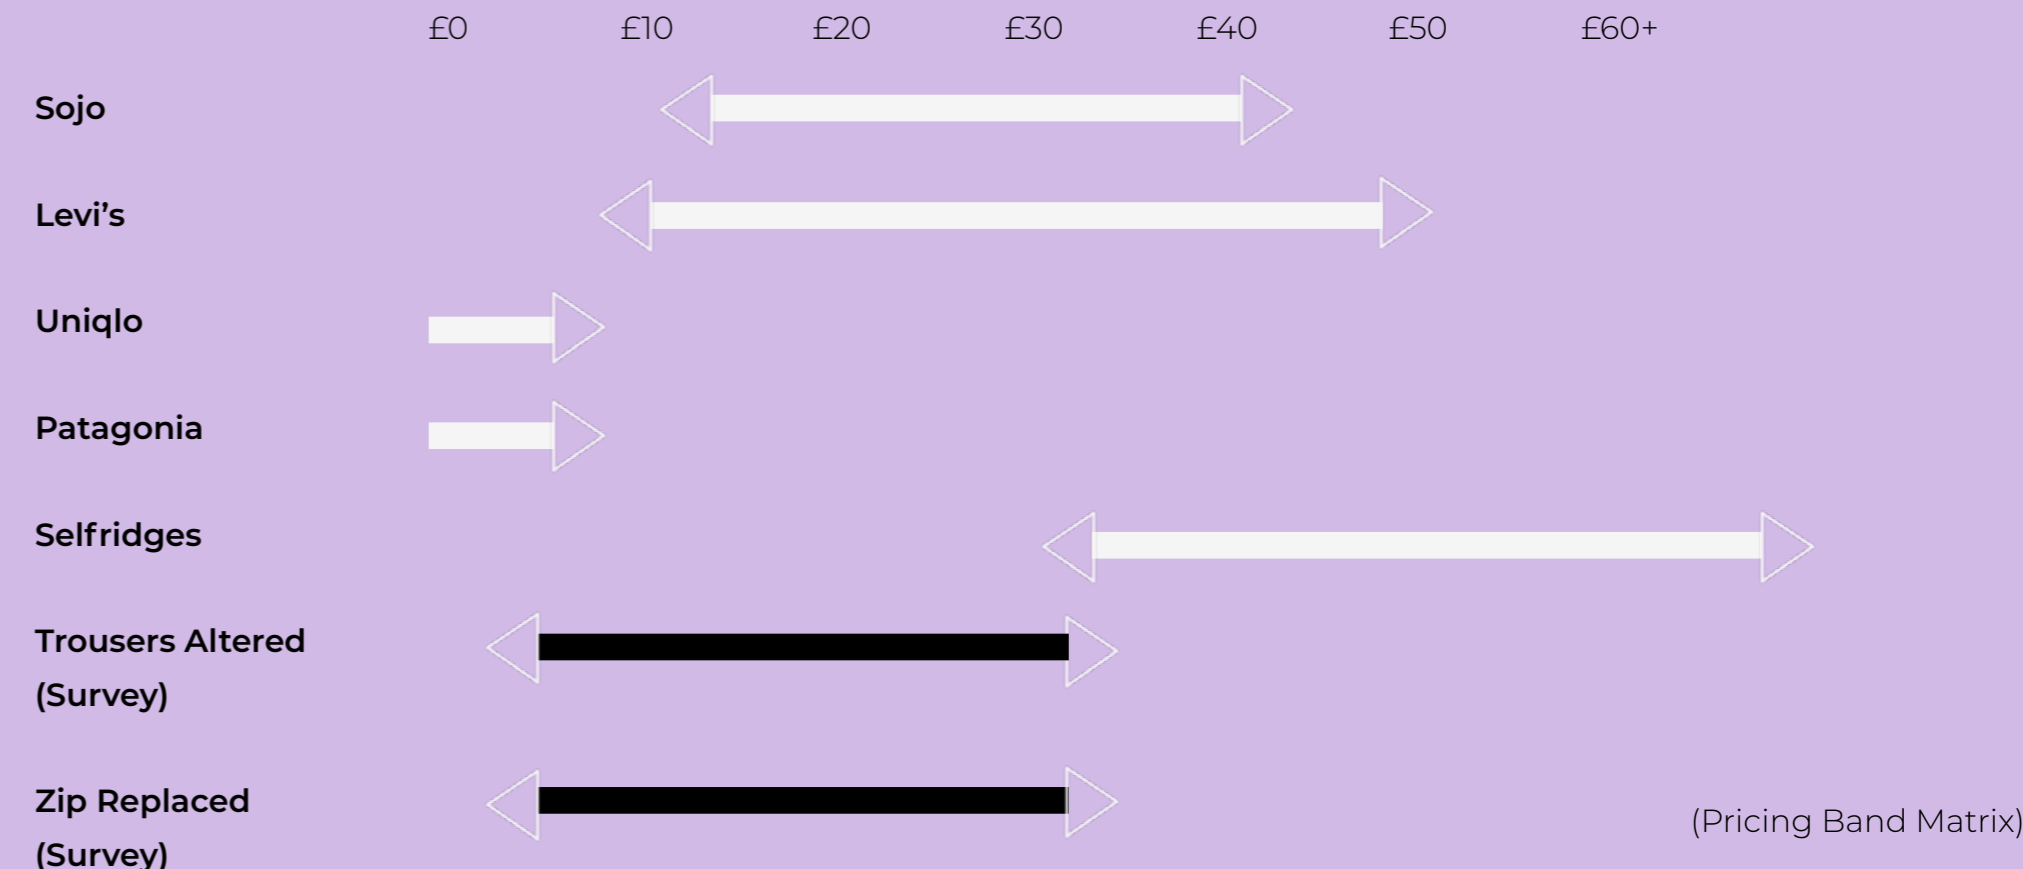 £0 £10 £20 £30 £40 £50 £60+
Sojo
Levi’s
Uniqlo
Patagonia
Selfridges
Trousers Altered
(Survey)
Zip Replaced
(Pricing Band Matrix)
(Survey)